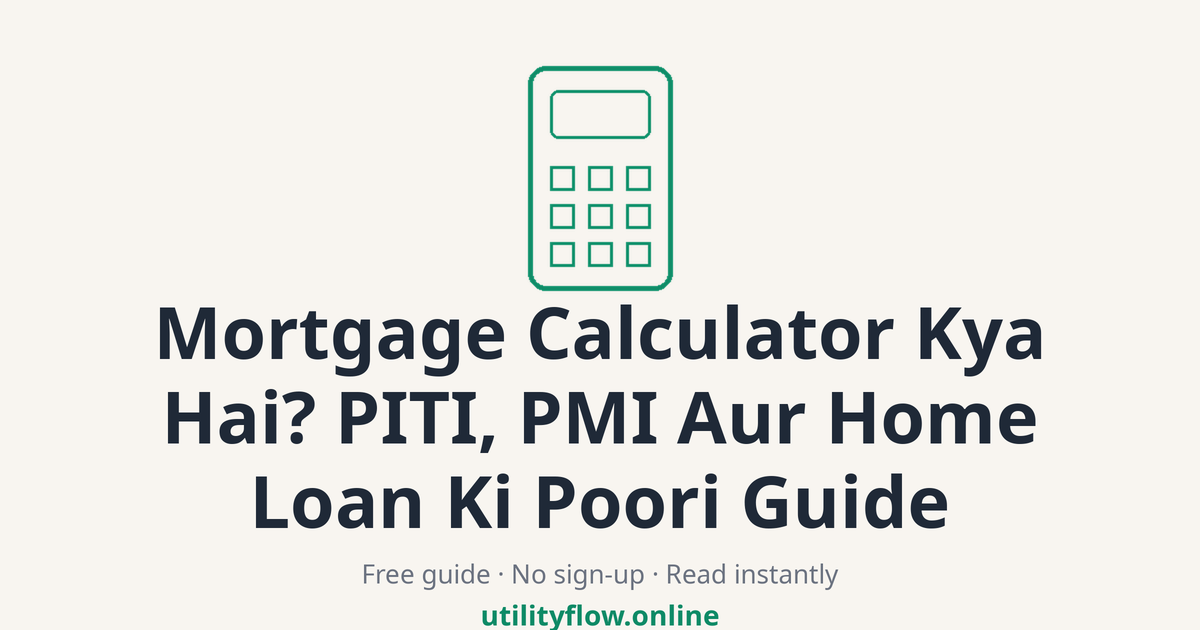 Mortgage Calculator Kya
Hai? PITI, PMI Aur Home
Loan Ki Poori Guide
Free guide · No sign-up · Read instantly
utilityflow.online